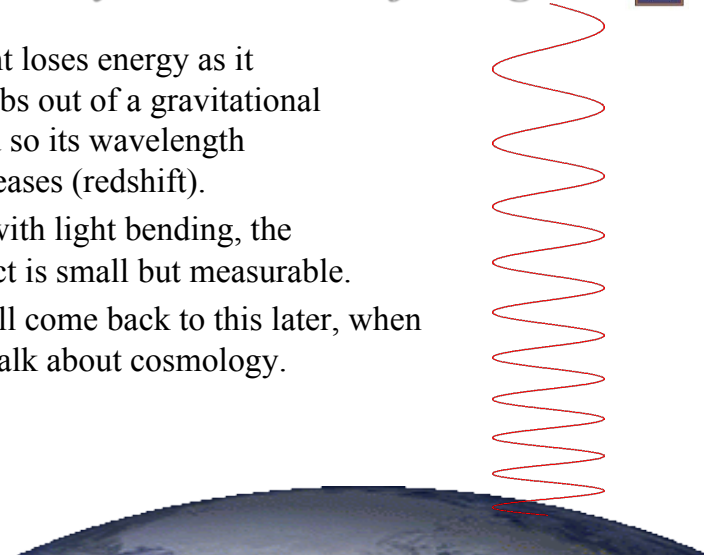 t loses energy as it
bs out of a gravitational
so its wavelength
eases (redshift).
with light bending, the
ct is small but measurable.
ll come back to this later, when
alk about cosmology.